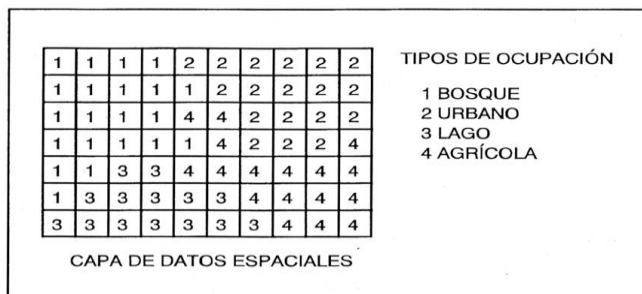 1 1 1 1 2 2 2 2 2 2
1 1 1 1 1 2 2 2 2 2
1 1 1 1 4 4 2 2 2 2
1 1 1 1 1 4 2 2 2 4
1 1 3 3 4 4 4 4 4 4
1 3 3 3 3 3 4 4 4 4
3 3 3 3 3 3 3 4 4 4
CAPA DE DATOS ESPACIALES
TIPOS DE OCUPACIÓN
1 BOSQUE
2 URBANO
3 LAGO
4 AGRÍCOLA